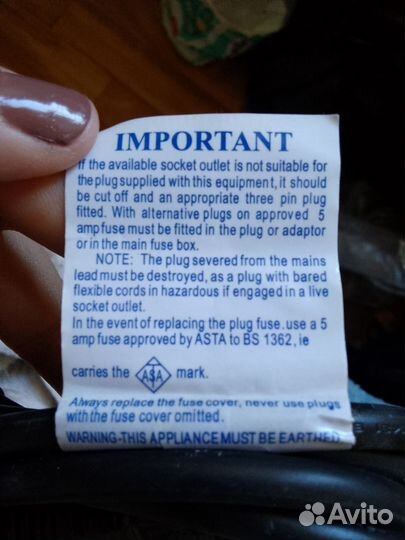 IMPORTANT
If the available socket outlet is not suitable for
the plug supplied with this equipment, it should
be cut off and an appropriate three pin plug
fitted. With alternative plugs on approved 5
amp fuse must be fitted in the plug or adaptor
or in the main fuse box.
NOTE: The plug severed from the mains
lead must be destroyed, as a plug with bared
flexible cords in hazardous if engaged in a live
socket outlet.
In the event of replacing the plug fuse. use a 5
amp fuse approved by ASTA to BS 1362, ie
carries the ASA mark.
Always replace the fuse cover, never use plugs
with the fuse cover omitted.
WARNING-THIS APPLIANCE MUST BE EARTHED
Avito